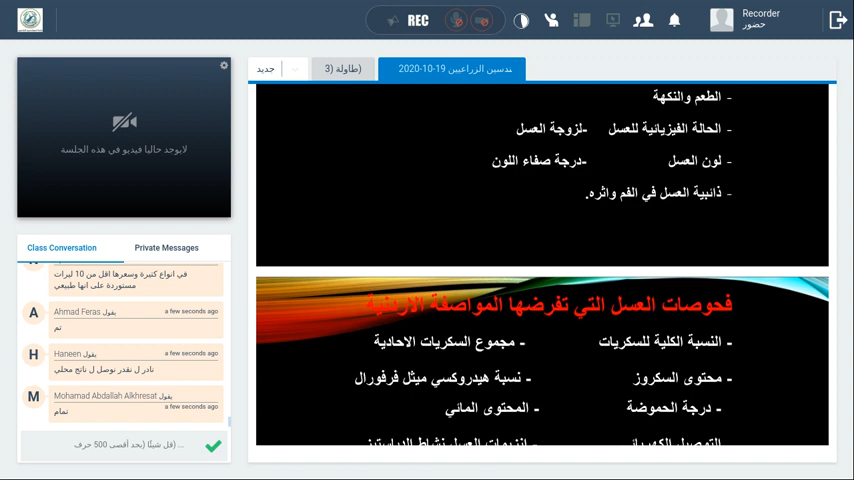 REC
Recorder
حضور
لايوجد حاليا فيديو في هذه الجلسة
جديد
طاولة (3)
ندسين الزراعيين 19-10-2020
- الطعم والنكهة
- الحالة الفيزيائية للعسل -لزوجة العسل
- لون العسل -درجة صفاء اللون
- ذائبية العسل في الفم واثره.
فحوصات العسل التي تفرضها المواصفة الاردنية
- النسبة الكلية للسكريات - مجموع السكريات الاحادية
- محتوى السكروز - نسبة هيدروكسي ميثل فرفورال
- درجة الحموضة - المحتوى المائي
Class Conversation Private Messages
في انواع كثيرة وسعرها اقل من 10 ليرات
مستوردة على انها طبيعي
A
Ahmad Feras يقول a few seconds ago
تم
H
Haneen يقول a few seconds ago
نادر ل نقدر نوصل ل ناتج محلي
M
Mohamad Abdallah Alkhresat يقول
a few seconds ago
تمام
قل شيئًا (بحد أقصى 500 حرف ...